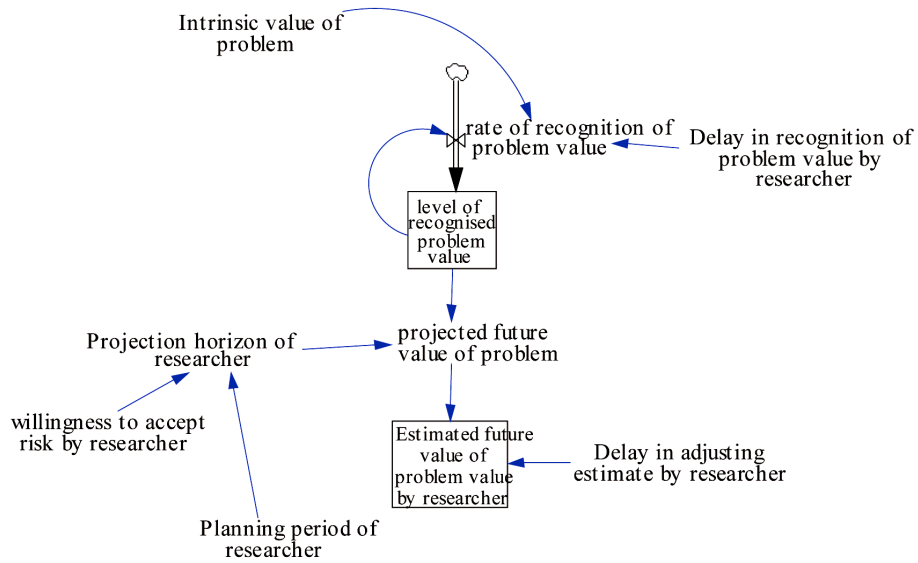 Intrinsic value of
problem
rate of recognition of
problem value
Delay in recognition of
problem value by
researcher
level of
recognised
problem
value
Projection horizon of
researcher
projected future
value of problem
willingness to accept
risk by researcher
Estimated future
value of
problem value
by researcher
Delay in adjusting
estimate by researcher
Planning period of
researcher